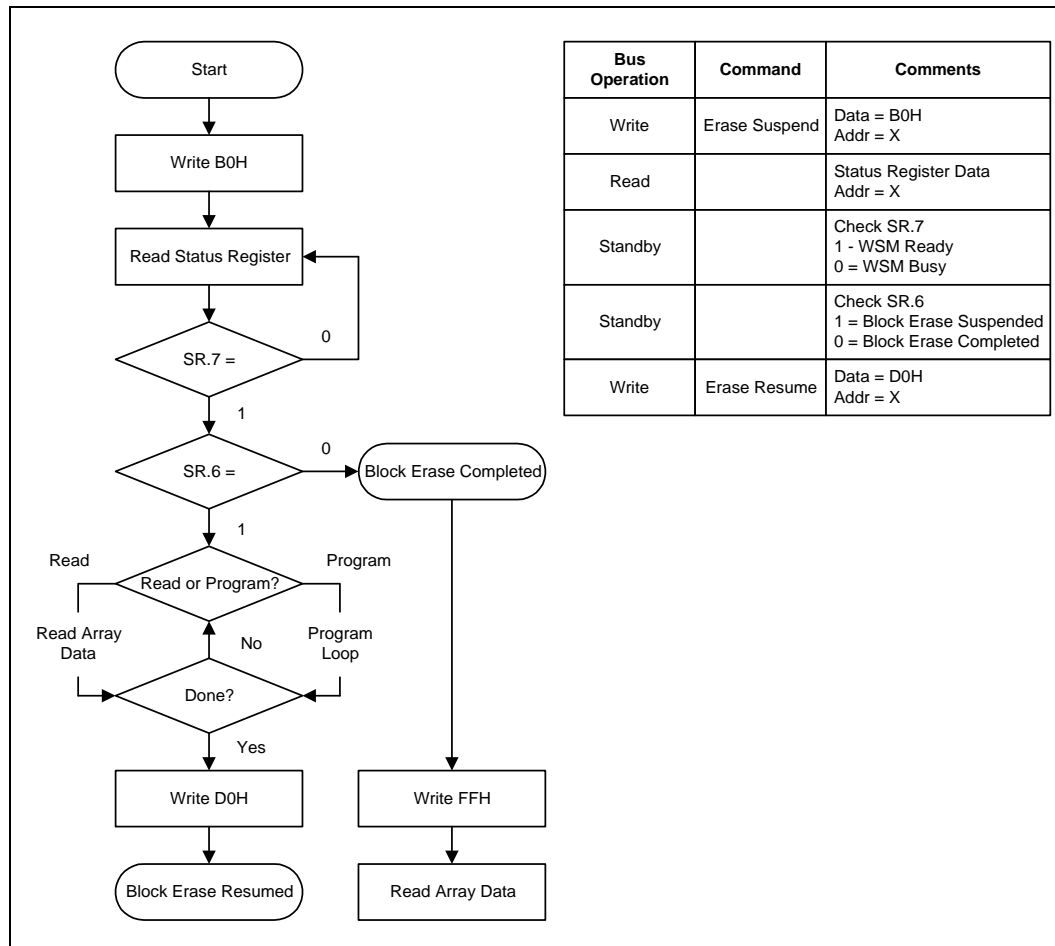 Start
Write B0H
Read Status Register
0
SR.7 =
1
0
SR.6 =
Block Erase Completed
1
Read
Program
Read or Program?
Read Array
Data
No
Program
Loop
Done?
Yes
Write D0H
Write FFH
Block Erase Resumed
Read Array Data
Bus
Operation
Command
Comments
Write
Erase Suspend
Data = B0H
Addr = X
Read
Status Register Data
Addr = X
Standby
Check SR.7
1 - WSM Ready
0 = WSM Busy
Standby
Check SR.6
1 = Block Erase Suspended
0 = Block Erase Completed
Write
Erase Resume
Data = D0H
Addr = X